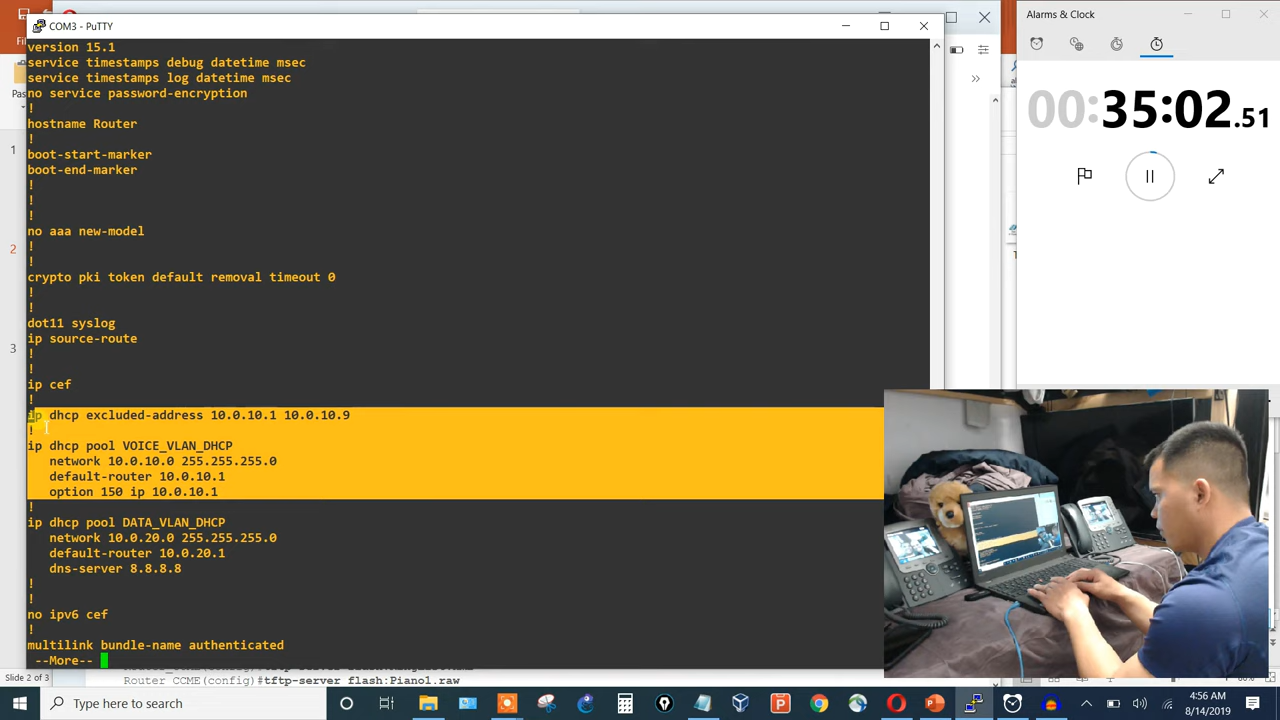 COM3 - PuTTY
version 15.1
service timestamps debug datetime msec
service timestamps log datetime msec
no service password-encryption
!
hostname Router
!
boot-start-marker
boot-end-marker
!
!
!
no aaa new-model
!
!
crypto pki token default removal timeout 0
!
!
dot11 syslog
ip source-route
!
!
ip cef
!
ip dhcp excluded-address 10.0.10.1 10.0.10.9
!
ip dhcp pool VOICE_VLAN_DHCP
network 10.0.10.0 255.255.255.0
default-router 10.0.10.1
option 150 ip 10.0.10.1
!
ip dhcp pool DATA_VLAN_DHCP
network 10.0.20.0 255.255.255.0
default-router 10.0.20.1
dns-server 8.8.8.8
!
!
no ipv6 cef
!
multilink bundle-name authenticated
--More--
Router_CCME(config)#tftp-server flash:Piano1.raw
Alarms & Clock
00:35:02.51
Fi
Pas
1
2
3
Slide 2 of 3
Type here to search
4:56 AM
8/14/2019